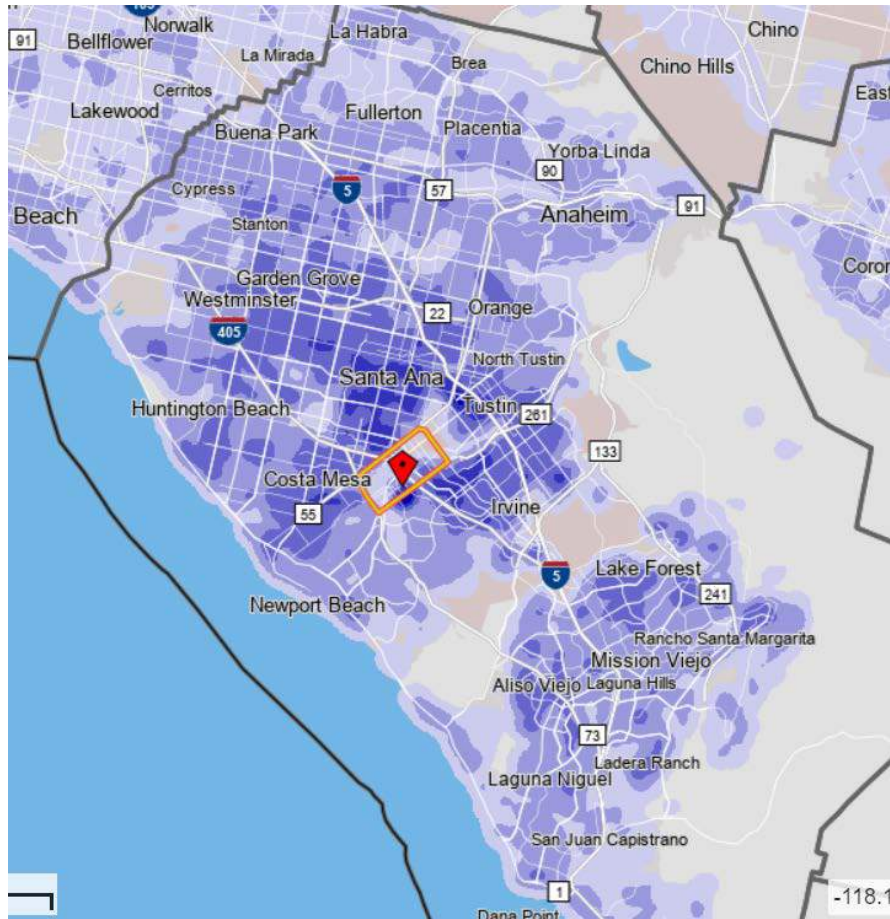 105
Norwalk
91
Bellflower
La Habra
Chino
La Mirada
Brea
Chino Hills
Cerritos
East
Lakewood
Fullerton
Buena Park
Placentia
Yorba Linda
90
5
57
Cypress
91
Beach
Anaheim
Stanton
Garden Grove
Coron
Westminster
22
Orange
405
North Tustin
Santa Ana
Huntington Beach
Tustin
261
133
Costa Mesa
55
Irvine
5
Lake Forest
241
Newport Beach
Rancho Santa Margarita
Mission Viejo
Aliso Viejo
Laguna Hills
73
Ladera Ranch
Laguna Niguel
San Juan Capistrano
1
-118.1
Dana Point